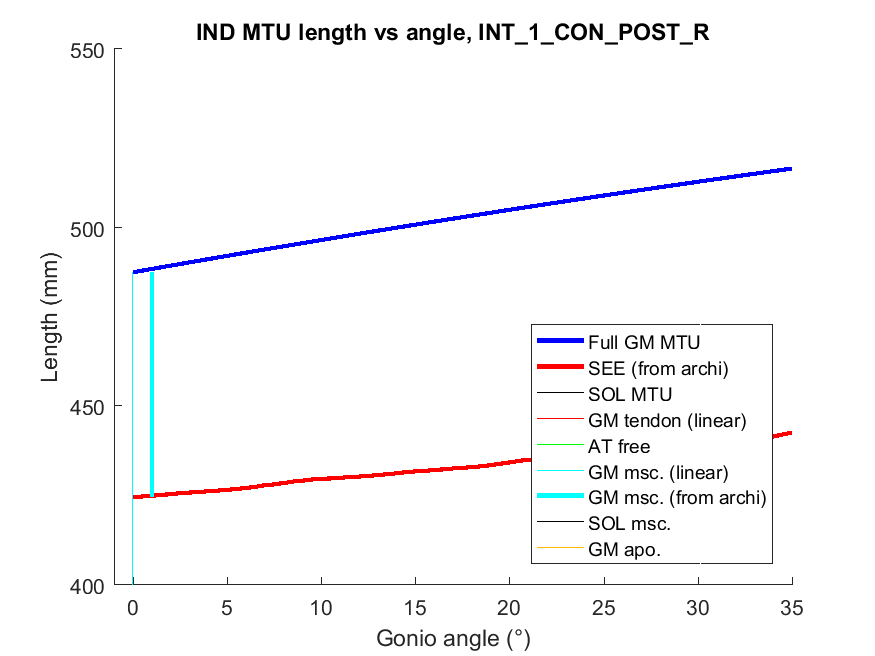 IND MTU length vs angle, INT_1_CON_POST_R
550
500
450
400
Length (mm)
0 5 10 15 20 25 30 35
Gonio angle (°)
Full GM MTU
SEE (from archi)
SOL MTU
GM tendon (linear)
AT free
GM msc. (linear)
GM msc. (from archi)
SOL msc.
GM apo.